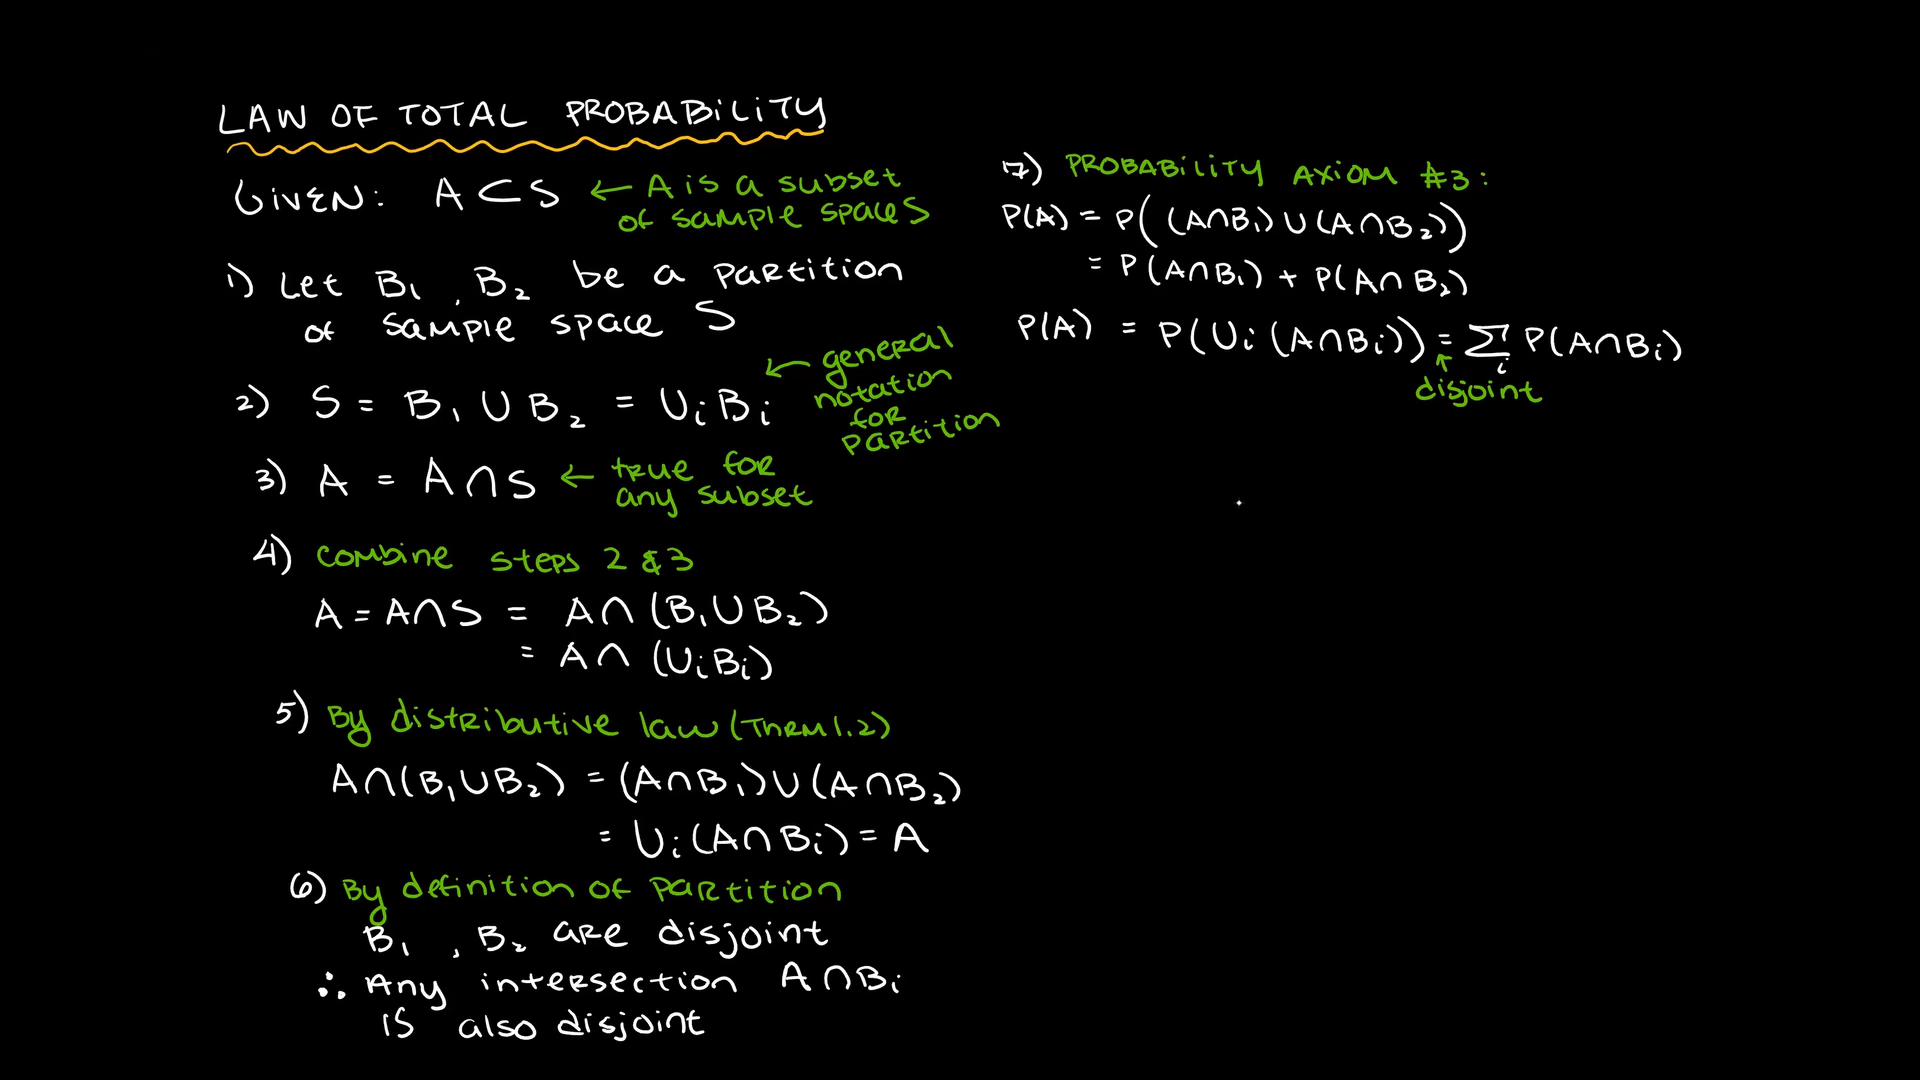 LAW OF TOTAL PROBABILITY
GIVEN: A ⊂ S ← A is a subset
of sample space S
1) Let B₁ , B₂ be a partition
of sample space S
2) S = B₁ ∪ B₂ = ∪ᵢ Bᵢ ← general
notation
for
partition
3) A = A ∩ S ← true for
any subset
4) combine steps 2 & 3
A = A ∩ S = A ∩ (B₁ ∪ B₂)
= A ∩ (∪ᵢ Bᵢ)
5) By distributive law (Thrm 1.2)
A ∩ (B₁ ∪ B₂) = (A ∩ B₁) ∪ (A ∩ B₂)
= ∪ᵢ (A ∩ Bᵢ) = A
6) By definition of partition
B₁ , B₂ are disjoint
∴ Any intersection A ∩ Bᵢ
is also disjoint
7) PROBABILITY AXIOM #3:
P(A) = P((A ∩ B₁) ∪ (A ∩ B₂))
= P(A ∩ B₁) + P(A ∩ B₂)
P(A) = P(∪ᵢ (A ∩ Bᵢ)) = ∑ᵢ P(A ∩ Bᵢ)
↑
disjoint